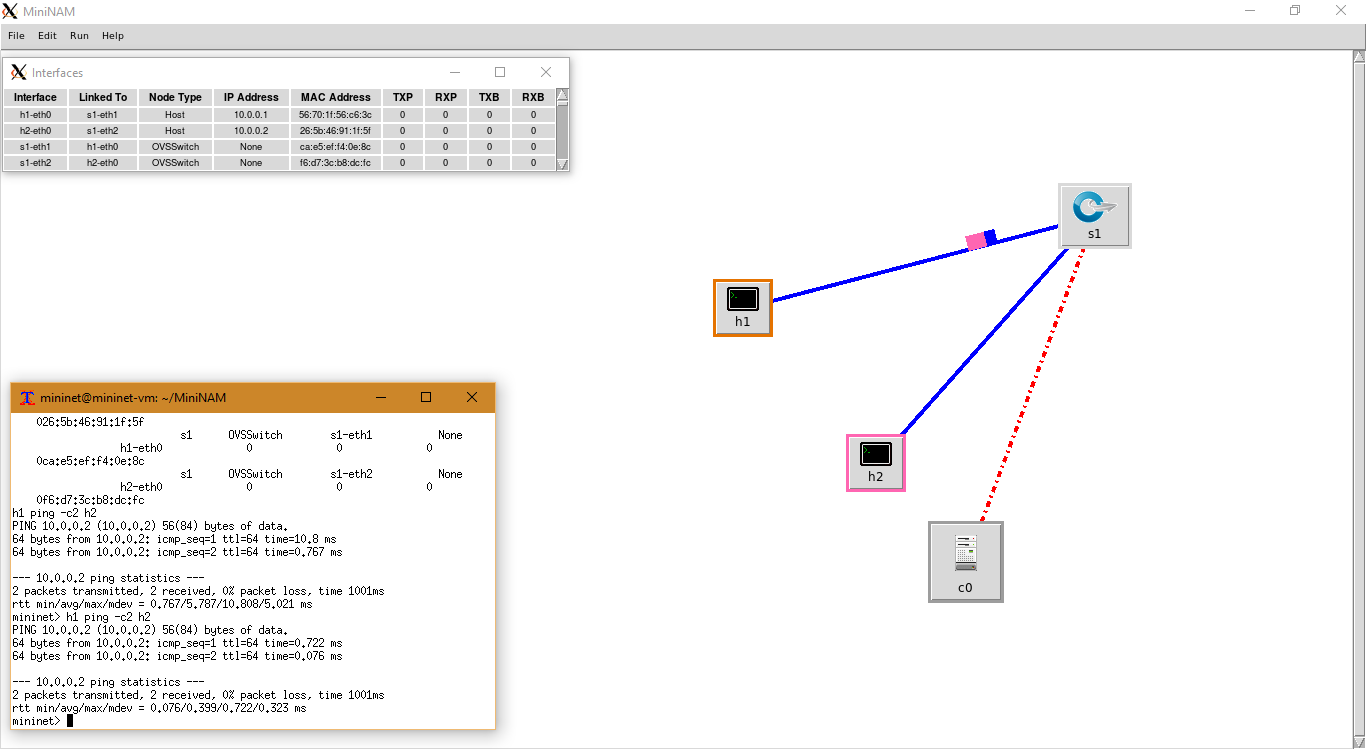 MiniNAM
File Edit Run Help
Interfaces
Interface Linked To Node Type IP Address MAC Address TXP RXP TXB RXB
h1-eth0 s1-eth1 Host 10.0.0.1 56:70:1f:56:c6:3c 0 0 0 0
h2-eth0 s1-eth2 Host 10.0.0.2 26:5b:46:91:1f:5f 0 0 0 0
s1-eth1 h1-eth0 OVSSwitch None ca:e5:ef:f4:0e:8c 0 0 0 0
s1-eth2 h2-eth0 OVSSwitch None f6:d7:3c:b8:dc:fc 0 0 0 0
s1
h1
h2
c0
mininet@mininet-vm: ~/MiniNAM
026:5b:46:91:1f:5f
s1 OVSSwitch s1-eth1 None
h1-eth0 0 0 0
0ca:e5:ef:f4:0e:8c
s1 OVSSwitch s1-eth2 None
h2-eth0 0 0 0
0f6:d7:3c:b8:dc:fc
h1 ping -c2 h2
PING 10.0.0.2 (10.0.0.2) 56(84) bytes of data.
64 bytes from 10.0.0.2: icmp_seq=1 ttl=64 time=10.8 ms
64 bytes from 10.0.0.2: icmp_seq=2 ttl=64 time=0.767 ms
--- 10.0.0.2 ping statistics ---
2 packets transmitted, 2 received, 0% packet loss, time 1001ms
rtt min/avg/max/mdev = 0.767/5.787/10.808/5.021 ms
mininet> h1 ping -c2 h2
PING 10.0.0.2 (10.0.0.2) 56(84) bytes of data.
64 bytes from 10.0.0.2: icmp_seq=1 ttl=64 time=0.722 ms
64 bytes from 10.0.0.2: icmp_seq=2 ttl=64 time=0.076 ms
--- 10.0.0.2 ping statistics ---
2 packets transmitted, 2 received, 0% packet loss, time 1001ms
rtt min/avg/max/mdev = 0.076/0.399/0.722/0.323 ms
mininet>